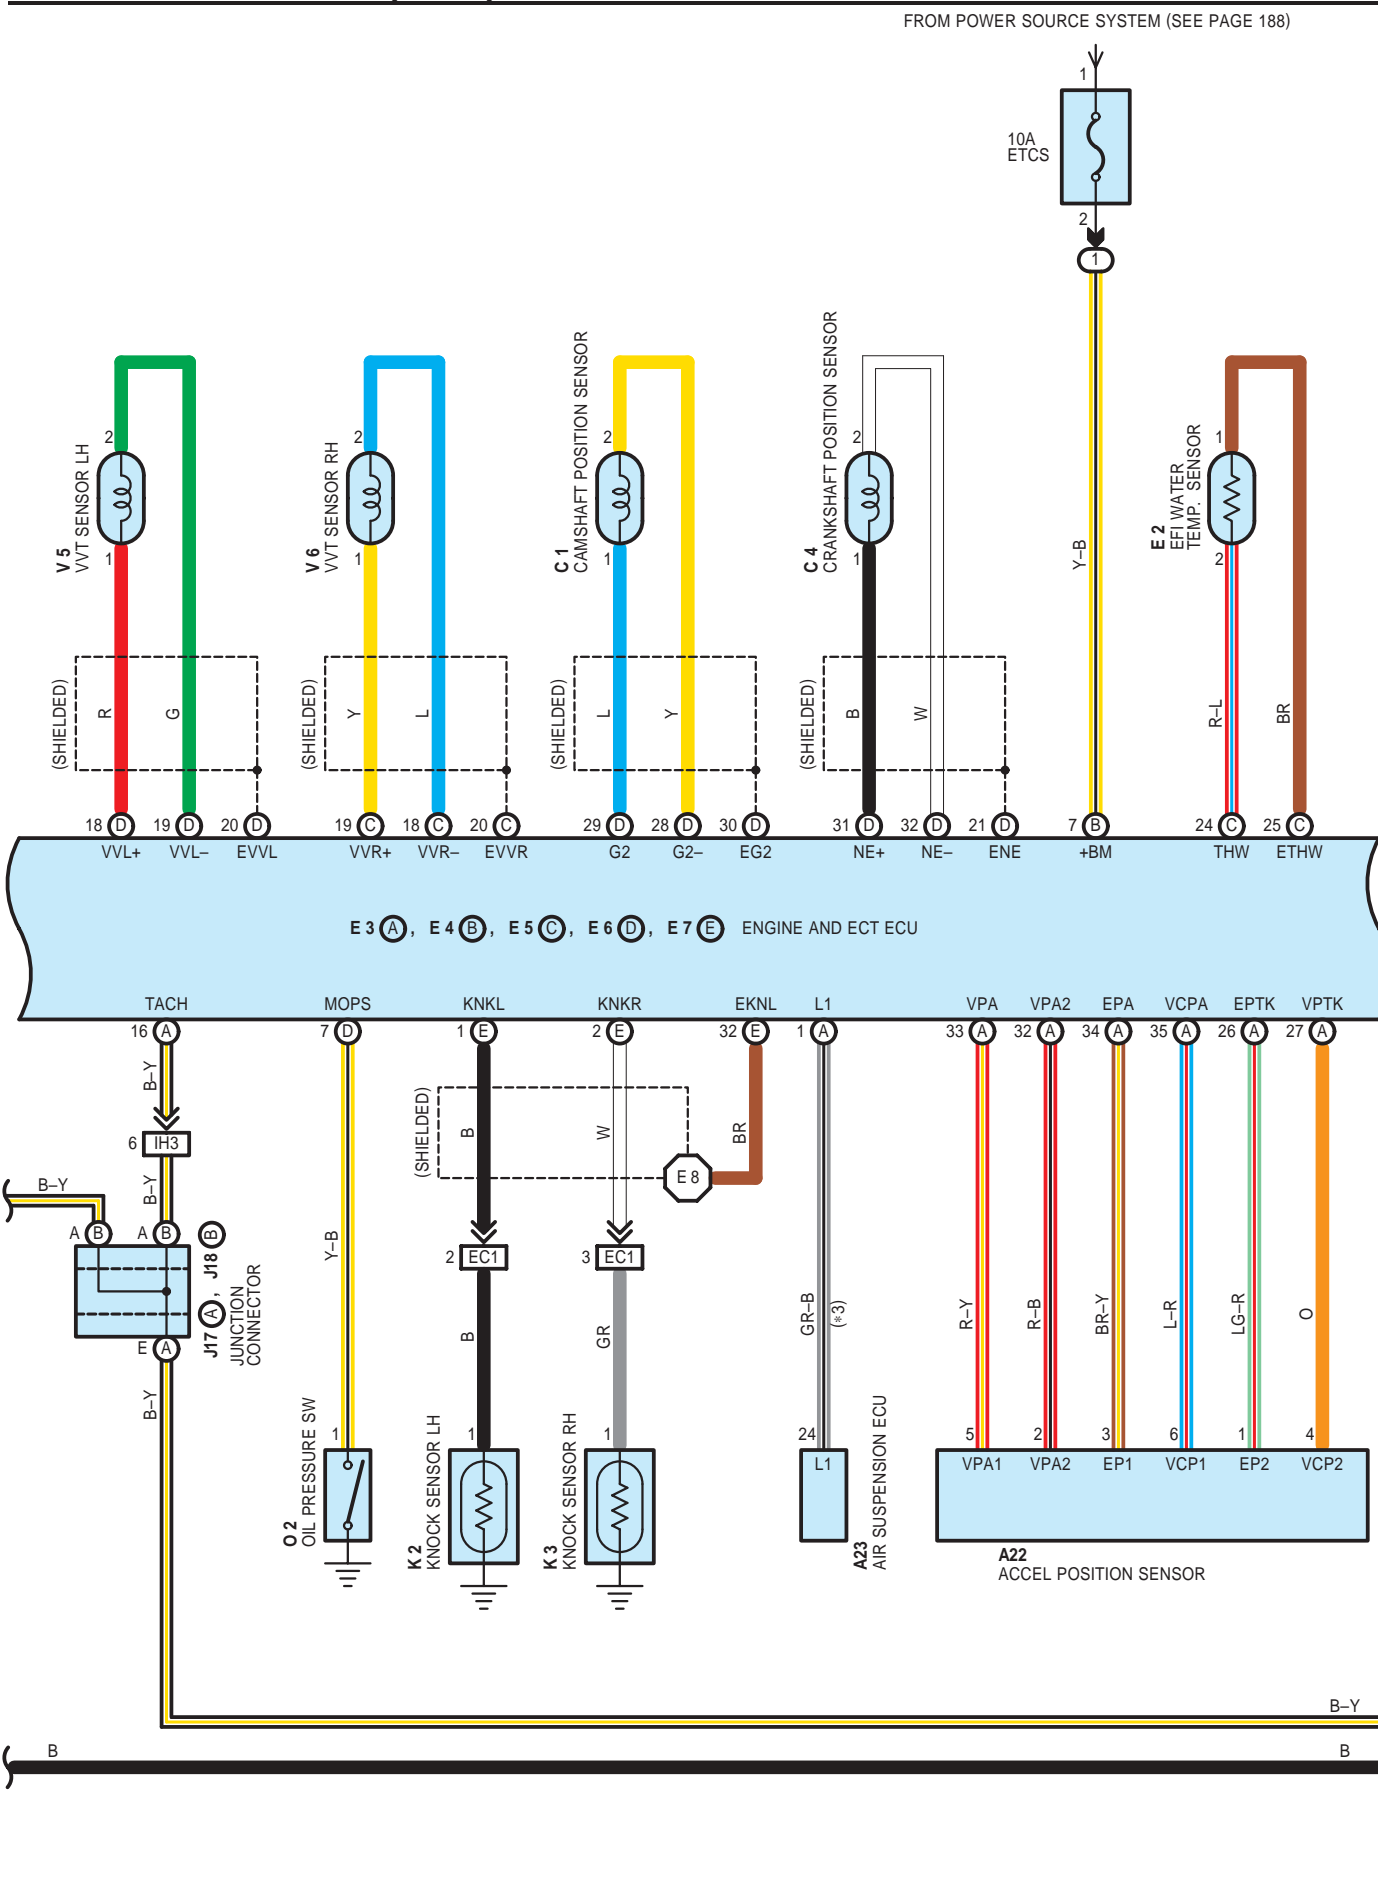 FROM POWER SOURCE SYSTEM (SEE PAGE 188)
1
10A
ETCS
2
1
V 5
VVT SENSOR LH
2
1
V 6
VVT SENSOR RH
2
1
C 1
CAMSHAFT POSITION SENSOR
2
1
C 4
CRANKSHAFT POSITION SENSOR
2
1
Y–B
E 2
EFI WATER
TEMP. SENSOR
1
2
(SHIELDED)
R
G
(SHIELDED)
Y
L
(SHIELDED)
L
Y
(SHIELDED)
B
W
R–L
BR
18 D
19 D
20 D
19 C
18 C
20 C
29 D
28 D
30 D
31 D
32 D
21 D
7 B
24 C
25 C
VVL+
VVL–
EVVL
VVR+
VVR–
EVVR
G2
G2–
EG2
NE+
NE–
ENE
+BM
THW
ETHW
E 3 A , E 4 B , E 5 C , E 6 D , E 7 E ENGINE AND ECT ECU
TACH
MOPS
KNKL
KNKR
EKNL
L1
VPA
VPA2
EPA
VCPA
EPTK
VPTK
16 A
7 D
1 E
2 E
32 E
1 A
33 A
32 A
34 A
35 A
26 A
27 A
B–Y
6 IH3
B–Y
B–Y
A B
A B
J17 A , J18 B
JUNCTION
CONNECTOR
E A
B–Y
(SHIELDED)
B
W
BR
E 8
2 EC1
3 EC1
Y–B
B
GR
GR–B
(*3)
R–Y
R–B
BR–Y
L–R
LG–R
O
O 2
OIL PRESSURE SW
1
K 2
KNOCK SENSOR LH
1
K 3
KNOCK SENSOR RH
1
24
L1
A23
AIR SUSPENSION ECU
5
2
3
6
1
4
VPA1
VPA2
EP1
VCP1
EP2
VCP2
A22
ACCEL POSITION SENSOR
B–Y
B
B